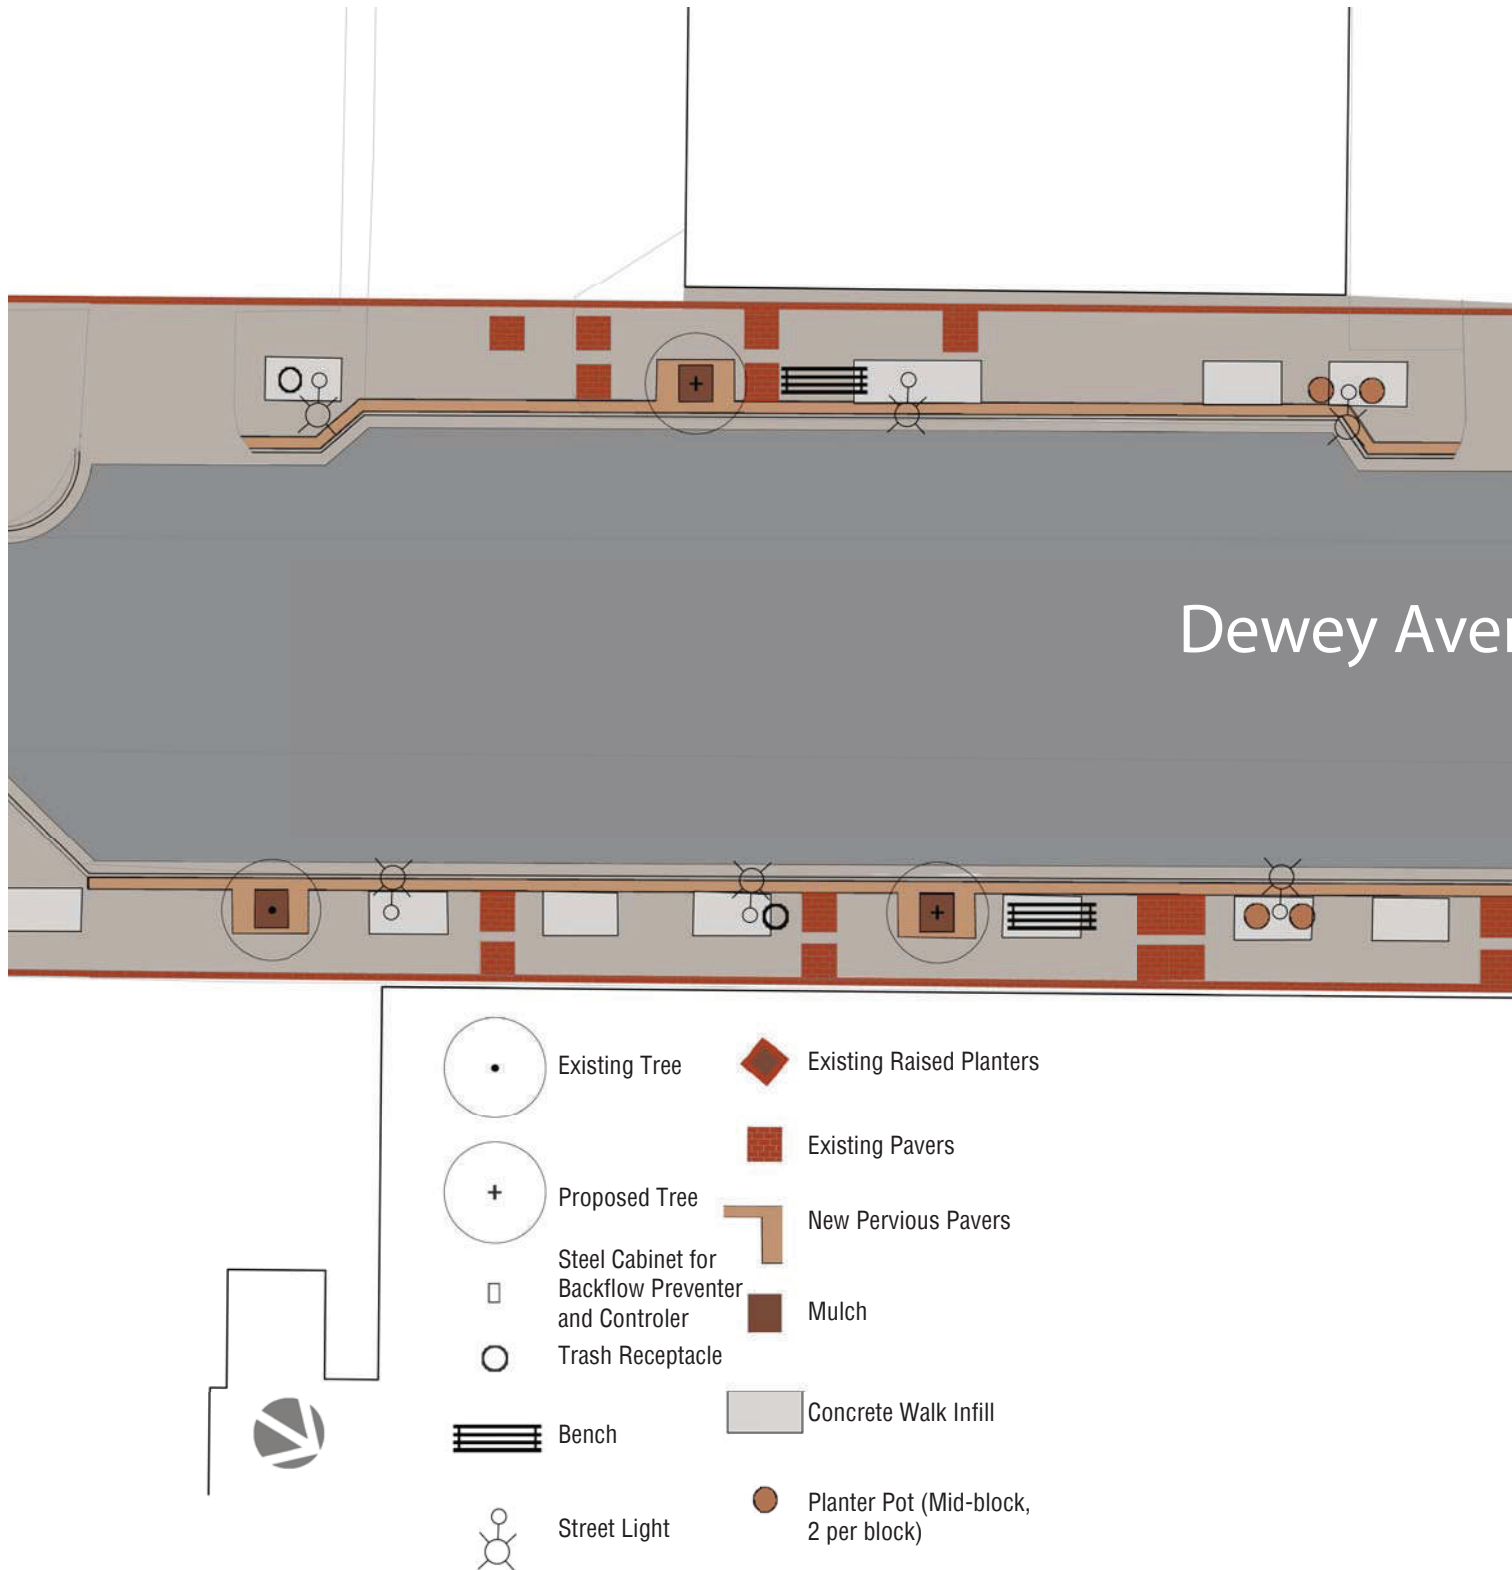 Dewey Aver
Existing Tree
Proposed Tree
Steel Cabinet for
Backflow Preventer
and Controler
Trash Receptacle
Bench
Street Light
Existing Raised Planters
Existing Pavers
New Pervious Pavers
Mulch
Concrete Walk Infill
Planter Pot (Mid-block,
2 per block)